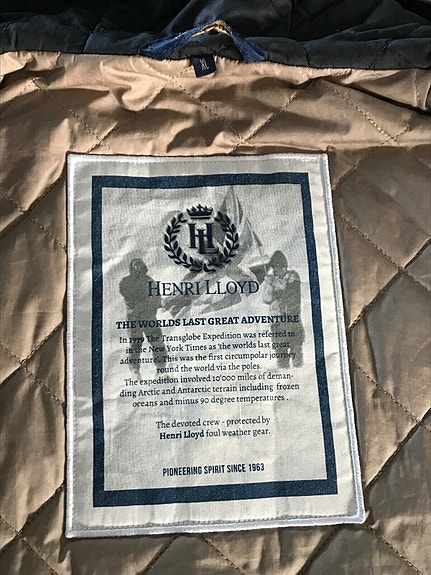 XL
HL
HENRI LLOYD
THE WORLDS LAST GREAT ADVENTURE
In 1979 The Transglobe Expedition was referred to
in the New York Times as 'the worlds last great
adventure'. This was the first circumpolar journey
round the world via the poles.
The expedition involved 10'000 miles of deman-
ding Arctic and Antarctic terrain including frozen
oceans and minus 90 degree temperatures .
The devoted crew - protected by
Henri Lloyd foul weather gear.
PIONEERING SPIRIT SINCE 1963